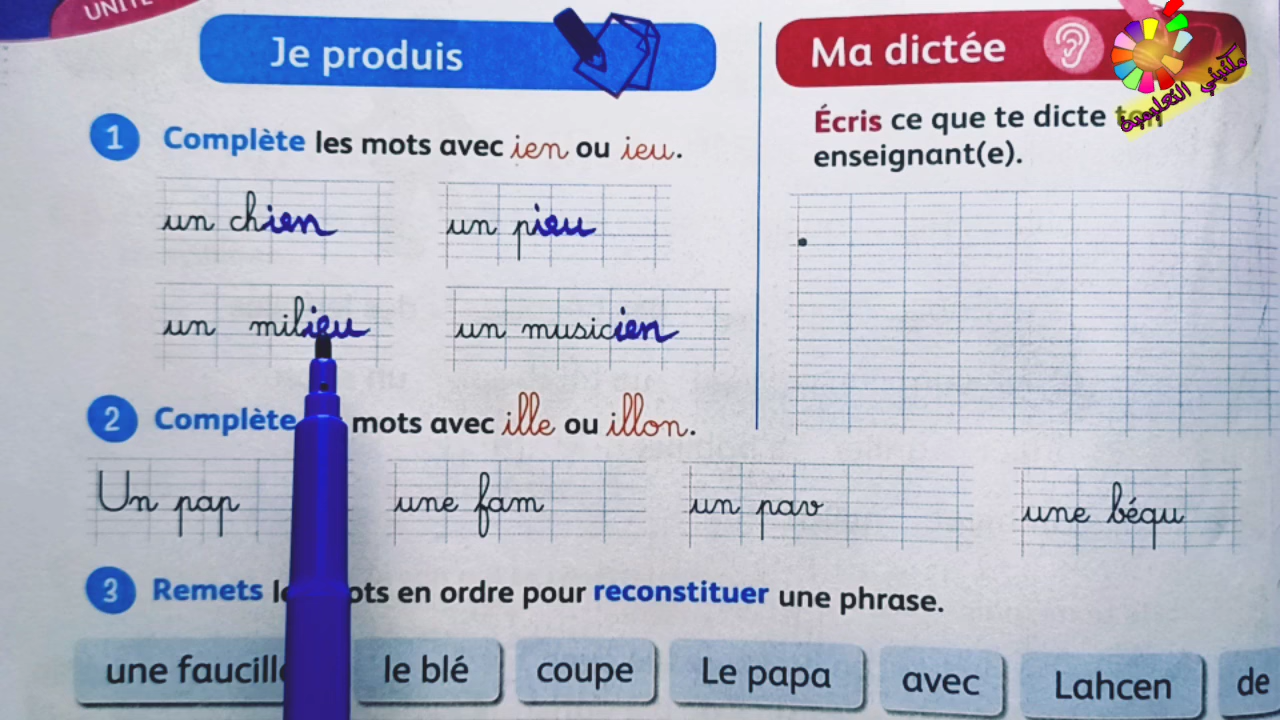 UNITÉ
Je produis
1 Complète les mots avec ien ou ieu.
un chien
un pieu
un milieu
un musicien
2 Complète mots avec ille ou illon.
Un pap
une fam
un pav
une béqu
3 Remets en ordre pour reconstituer une phrase.
une faucille
le blé
coupe
Le papa
avec
Lahcen
de
Ma dictée
Écris ce que te dicte ton
enseignant(e).
مكتبتي التعليمية